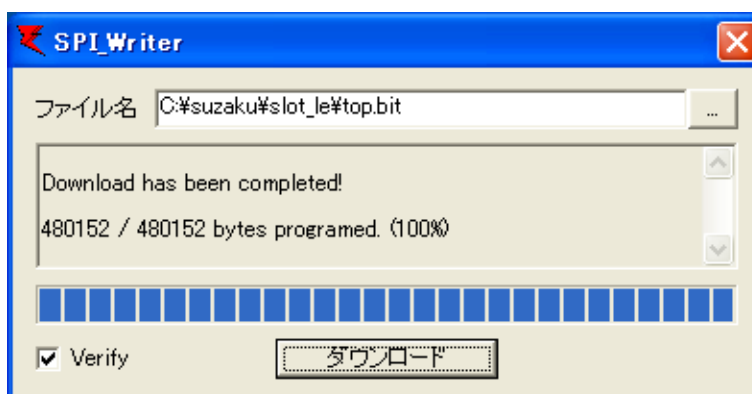 SPI_Writer
ファイル名 C:¥suzaku¥slot_le¥top.bit ...
Download has been completed!
480152 / 480152 bytes programed. (100%)
Verify ダウンロード